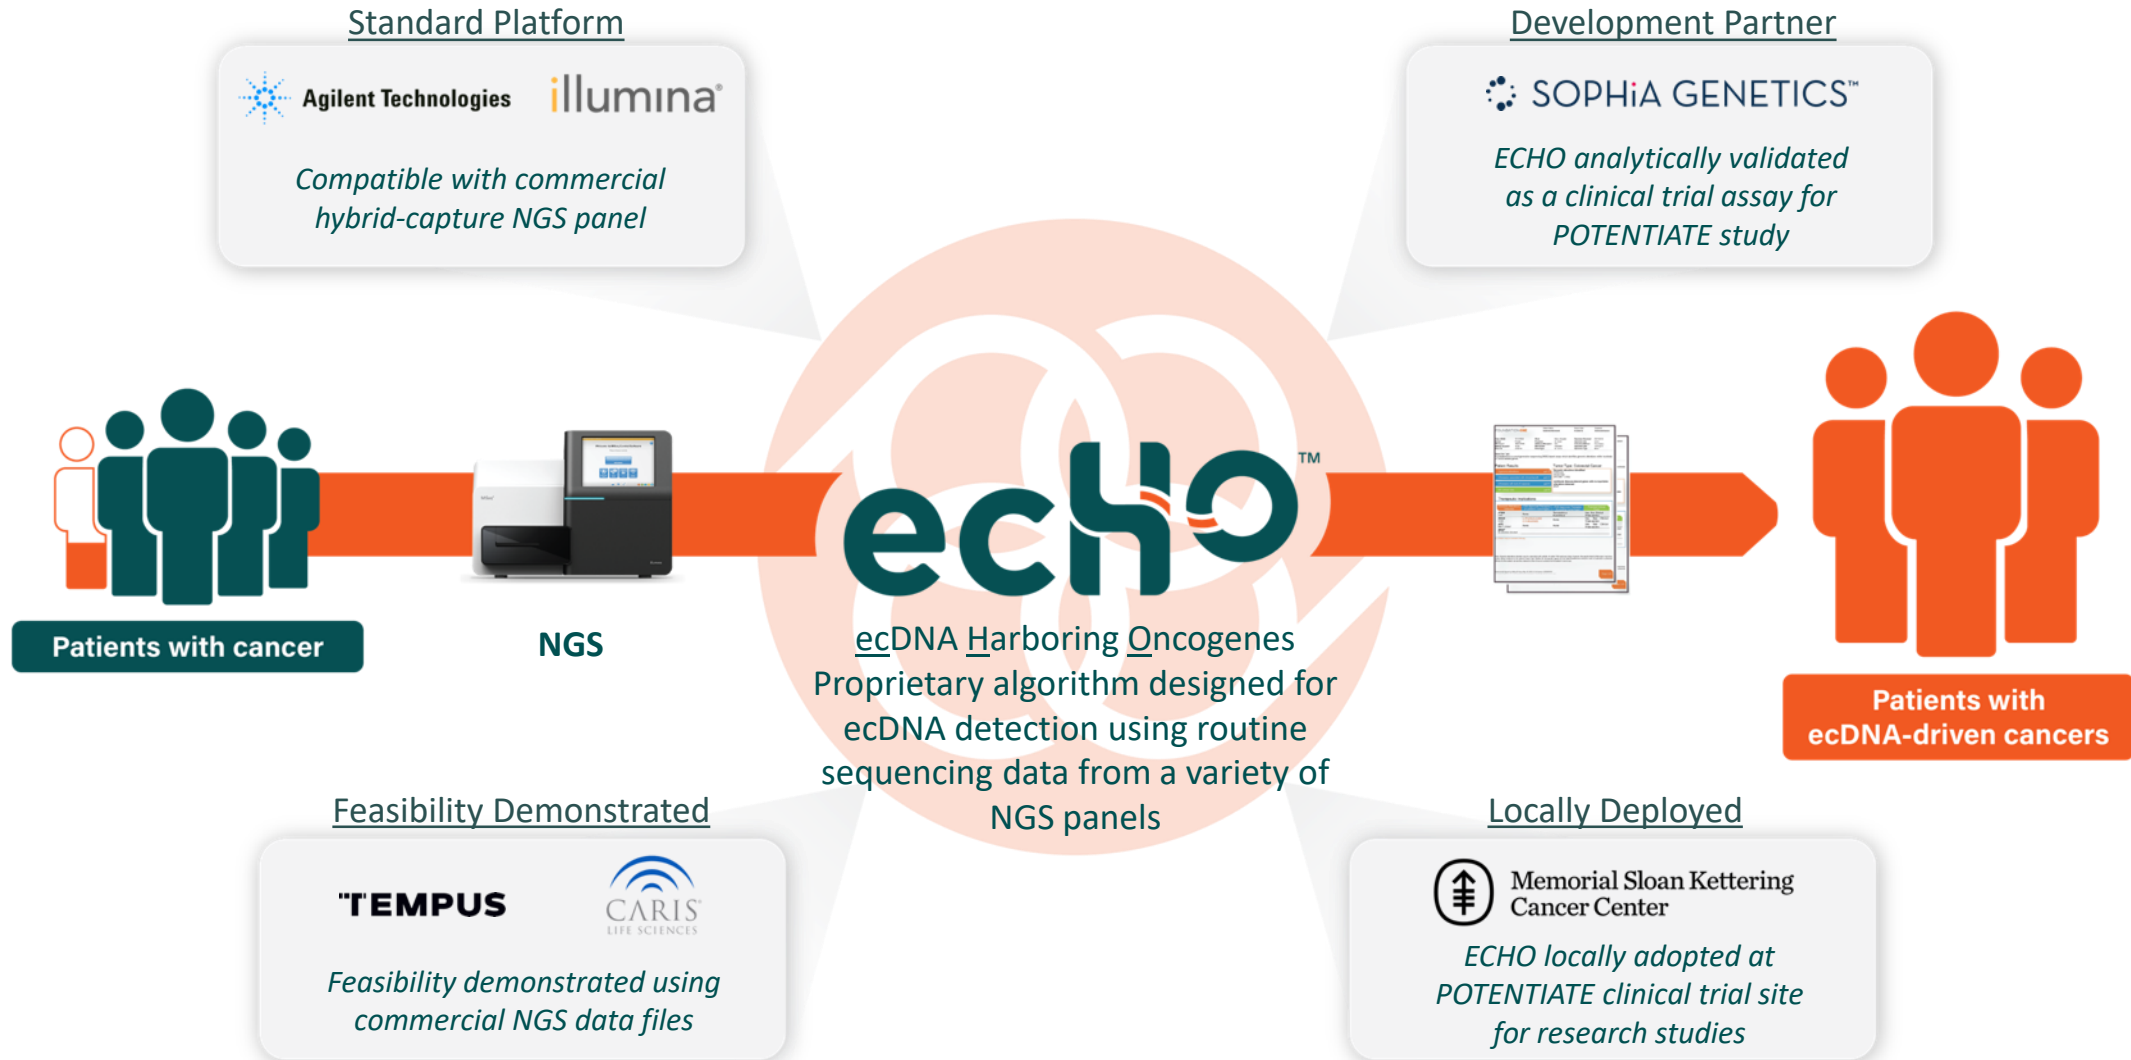 Standard Platform
Agilent Technologies
illumina®
Compatible with commercial
hybrid-capture NGS panel
Development Partner
SOPHiA GENETICS™
ECHO analytically validated
as a clinical trial assay for
POTENTIATE study
Patients with cancer
NGS
ecHO™
ecDNA Harboring Oncogenes
Proprietary algorithm designed for
ecDNA detection using routine
sequencing data from a variety of
NGS panels
Patients with
ecDNA-driven cancers
Feasibility Demonstrated
TEMPUS
CARIS
LIFE SCIENCES
Feasibility demonstrated using
commercial NGS data files
Locally Deployed
Memorial Sloan Kettering
Cancer Center
ECHO locally adopted at
POTENTIATE clinical trial site
for research studies